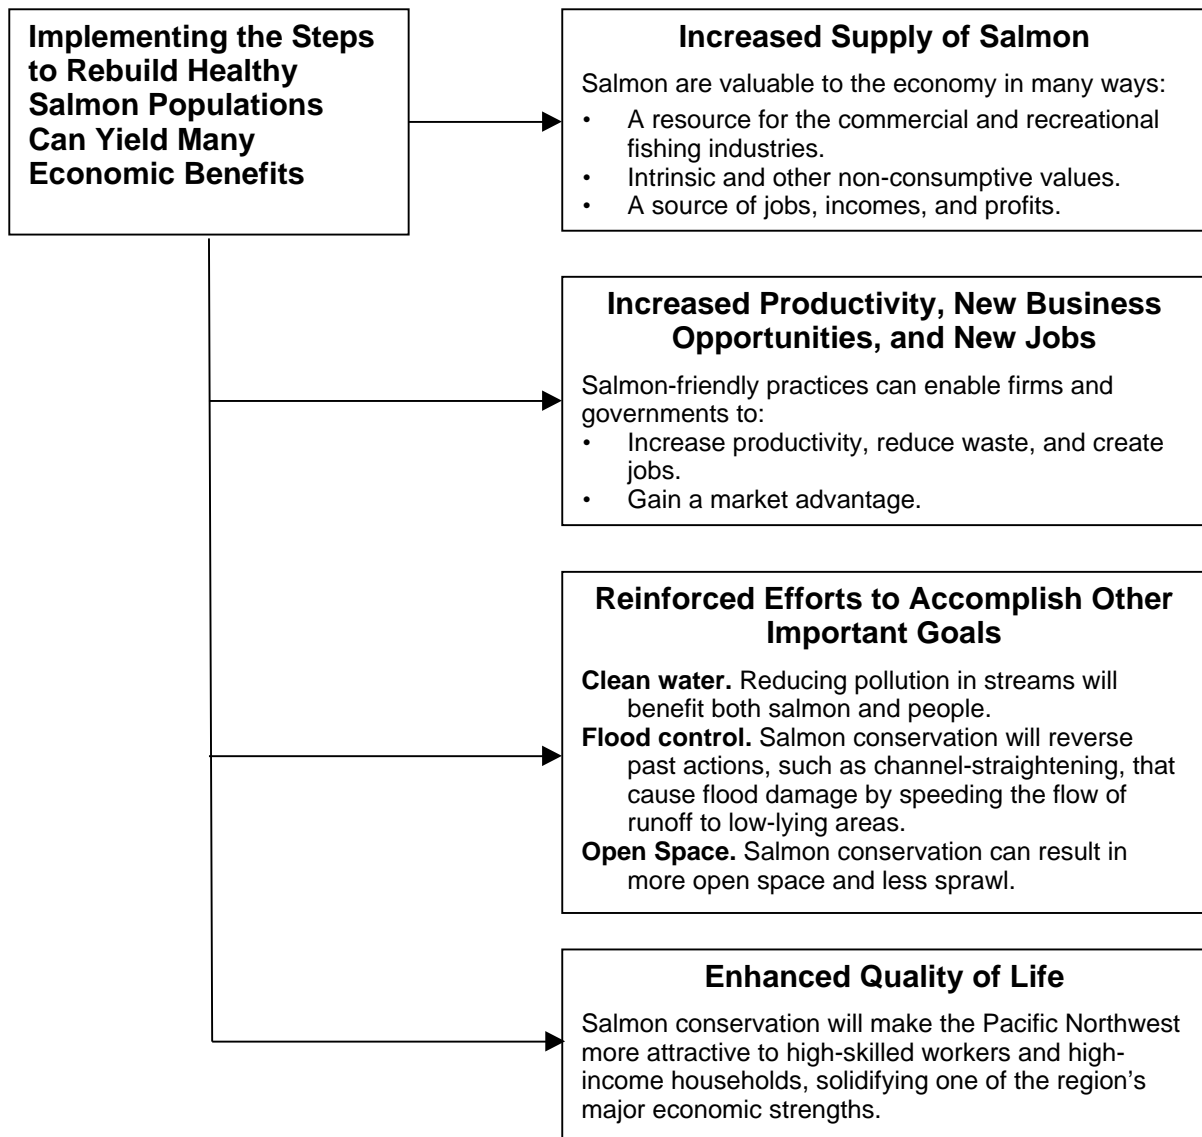 Implementing the Steps
to Rebuild Healthy
Salmon Populations
Can Yield Many
Economic Benefits
Increased Supply of Salmon
Salmon are valuable to the economy in many ways:
• A resource for the commercial and recreational
fishing industries.
• Intrinsic and other non-consumptive values.
• A source of jobs, incomes, and profits.
Increased Productivity, New Business
Opportunities, and New Jobs
Salmon-friendly practices can enable firms and
governments to:
• Increase productivity, reduce waste, and create
jobs.
• Gain a market advantage.
Reinforced Efforts to Accomplish Other
Important Goals
Clean water. Reducing pollution in streams will
benefit both salmon and people.
Flood control. Salmon conservation will reverse
past actions, such as channel-straightening, that
cause flood damage by speeding the flow of
runoff to low-lying areas.
Open Space. Salmon conservation can result in
more open space and less sprawl.
Enhanced Quality of Life
Salmon conservation will make the Pacific Northwest
more attractive to high-skilled workers and high-
income households, solidifying one of the region's
major economic strengths.